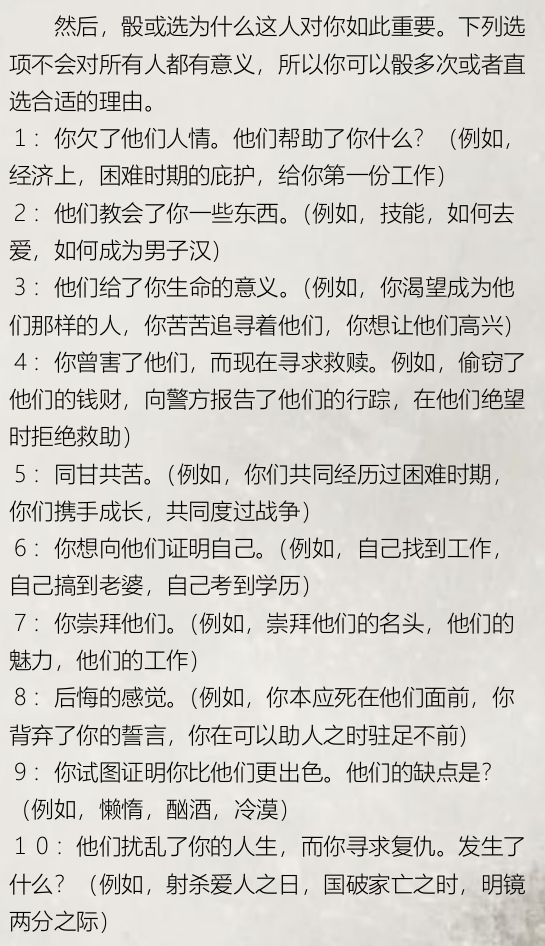 然后，骰或选为什么这人对你如此重要。下列选
项不会对所有人都有意义，所以你可以骰多次或者直
选合适的理由。
１：你欠了他们人情。他们帮助了你什么？（例如，
经济上，困难时期的庇护，给你第一份工作）
２：他们教会了你一些东西。（例如，技能，如何去
爱，如何成为男子汉）
３：他们给了你生命的意义。（例如，你渴望成为他
们那样的人，你苦苦追寻着他们，你想让他们高兴）
４：你曾害了他们，而现在寻求救赎。例如，偷窃了
他们的钱财，向警方报告了他们的行踪，在他们绝望
时拒绝救助）
５：同甘共苦。（例如，你们共同经历过困难时期，
你们携手成长，共同度过战争）
６：你想向他们证明自己。（例如，自己找到工作，
自己搞到老婆，自己考到学历）
７：你崇拜他们。（例如，崇拜他们的名头，他们的
魅力，他们的工作）
８：后悔的感觉。（例如，你本应死在他们面前，你
背弃了你的誓言，你在可以助人之时驻足不前）
９：你试图证明你比他们更出色。他们的缺点是？
（例如，懒惰，酗酒，冷漠）
１０：他们扰乱了你的人生，而你寻求复仇。发生了
什么？（例如，射杀爱人之日，国破家亡之时，明镜
两分之际）